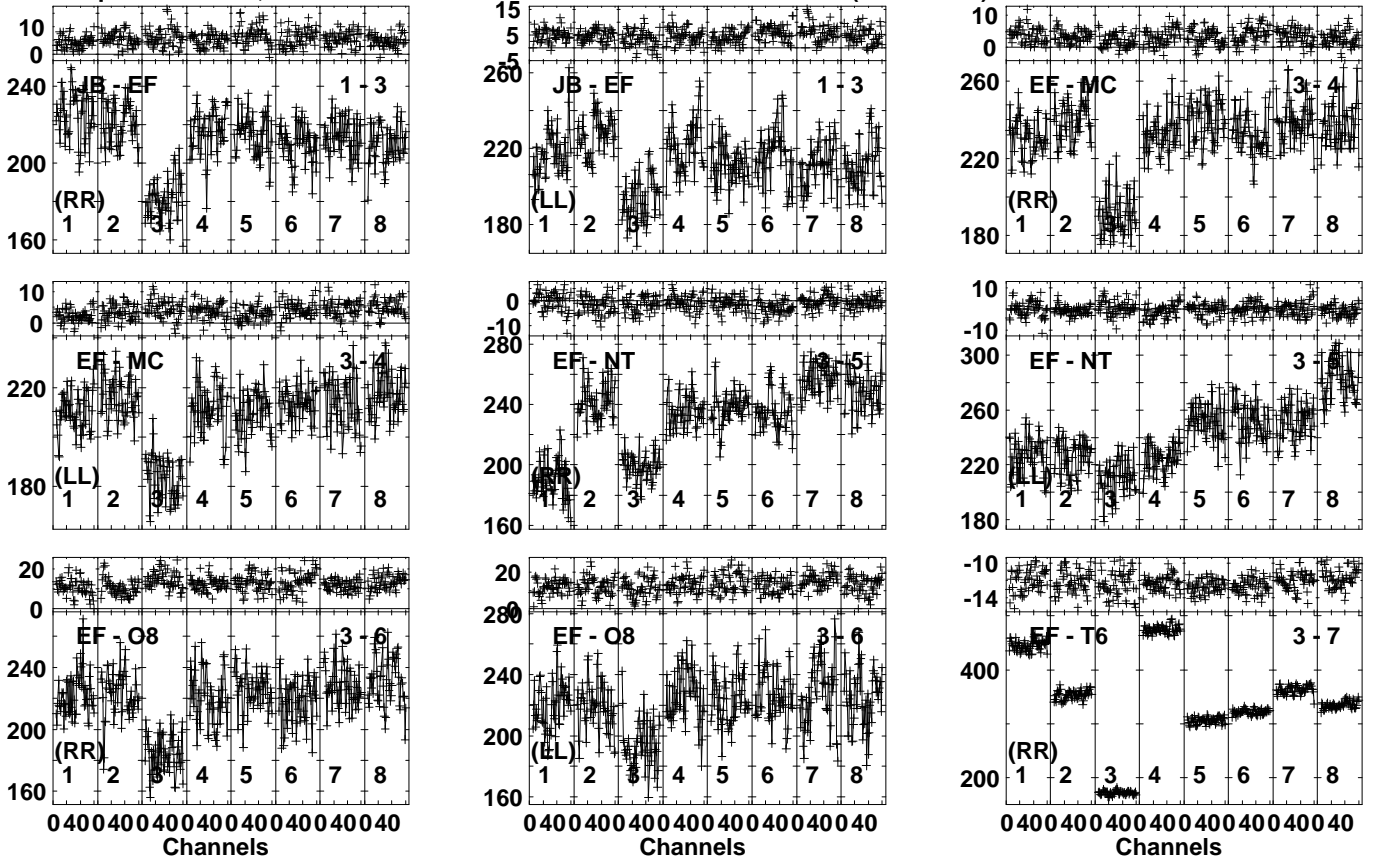 10
0
240
200
160
JB - EF 1 - 3
(RR)
1 2 3 4 5 6 7 8
15
5
-5
260
220
180
JB - EF 1 - 3
(LL)
1 2 3 4 5 6 7 8
10
0
260
220
180
EF - MC 3 - 4
(RR)
1 2 3 4 5 6 7 8
10
0
220
180
EF - MC 3 - 4
(LL)
1 2 3 4 5 6 7 8
0
-10
280
240
200
160
EF - NT 3 - 5
(RR)
1 2 3 4 5 6 7 8
10
-10
300
260
220
180
EF - NT 3 - 5
(LL)
1 2 3 4 5 6 7 8
20
0
240
200
160
EF - O8 3 - 6
(RR)
1 2 3 4 5 6 7 8
0 40 0 40 0 40 0 40 0 40 0 40 0 40 0 40
Channels
20
0
280
240
200
160
EF - O8 3 - 6
(LL)
1 2 3 4 5 6 7 8
0 40 0 40 0 40 0 40 0 40 0 40 0 40 0 40
Channels
-10
-14
400
200
EF - T6 3 - 7
(RR)
1 2 3 4 5 6 7 8
0 40 0 40 0 40 0 40 0 40 0 40 0 40 0 40
Channels